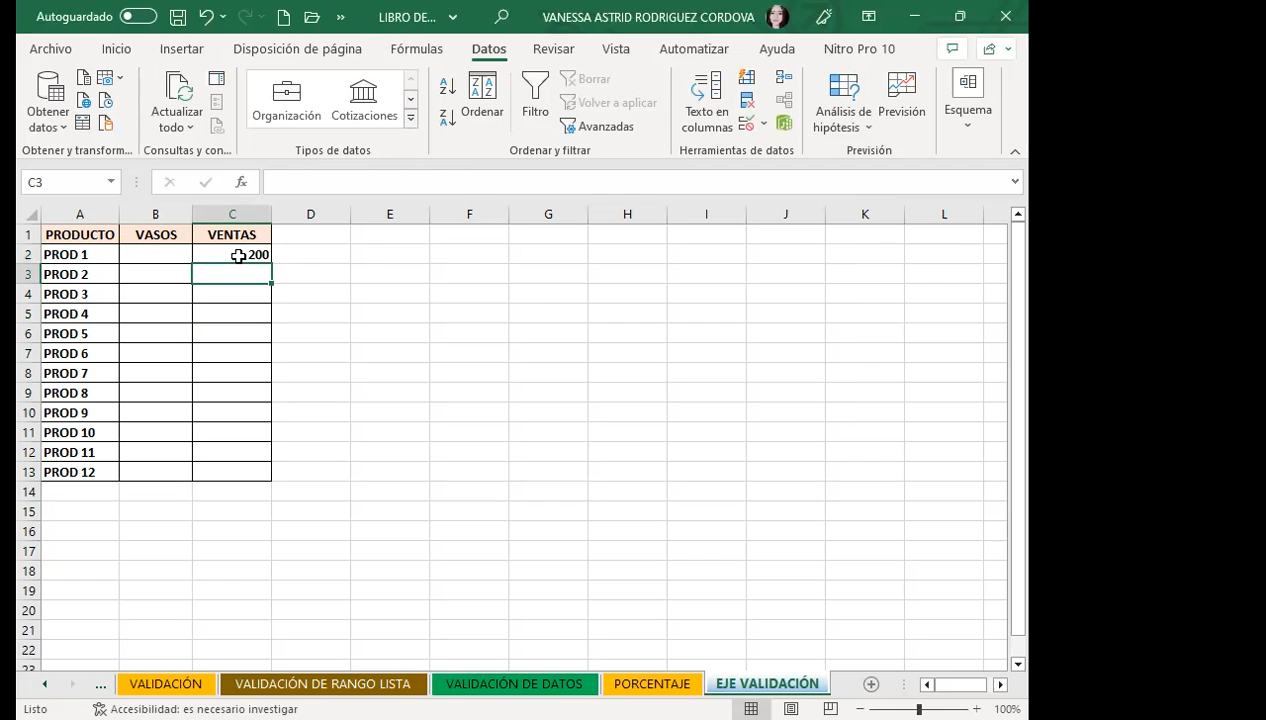 Autoguardado
LIBRO DE...
VANESSA ASTRID RODRIGUEZ CORDOVA
Archivo Inicio Insertar Disposición de página Fórmulas Datos Revisar Vista Automatizar Ayuda Nitro Pro 10
Obtener datos
Actualizar todo
Organización Cotizaciones
Ordenar
Filtro
Borrar
Volver a aplicar
Avanzadas
Texto en columnas
Análisis de hipótesis
Previsión
Esquema
Obtener y transform... Consultas y con... Tipos de datos Ordenar y filtrar Herramientas de datos Previsión
C3 fx
A B C D E F G H I J K L
1 PRODUCTO VASOS VENTAS
2 PROD 1 200
3 PROD 2
4 PROD 3
5 PROD 4
6 PROD 5
7 PROD 6
8 PROD 7
9 PROD 8
10 PROD 9
11 PROD 10
12 PROD 11
13 PROD 12
14
15
16
17
18
19
20
21
22
23
... VALIDACIÓN VALIDACIÓN DE RANGO LISTA VALIDACIÓN DE DATOS PORCENTAJE EJE VALIDACIÓN
Listo Accesibilidad: es necesario investigar 100%